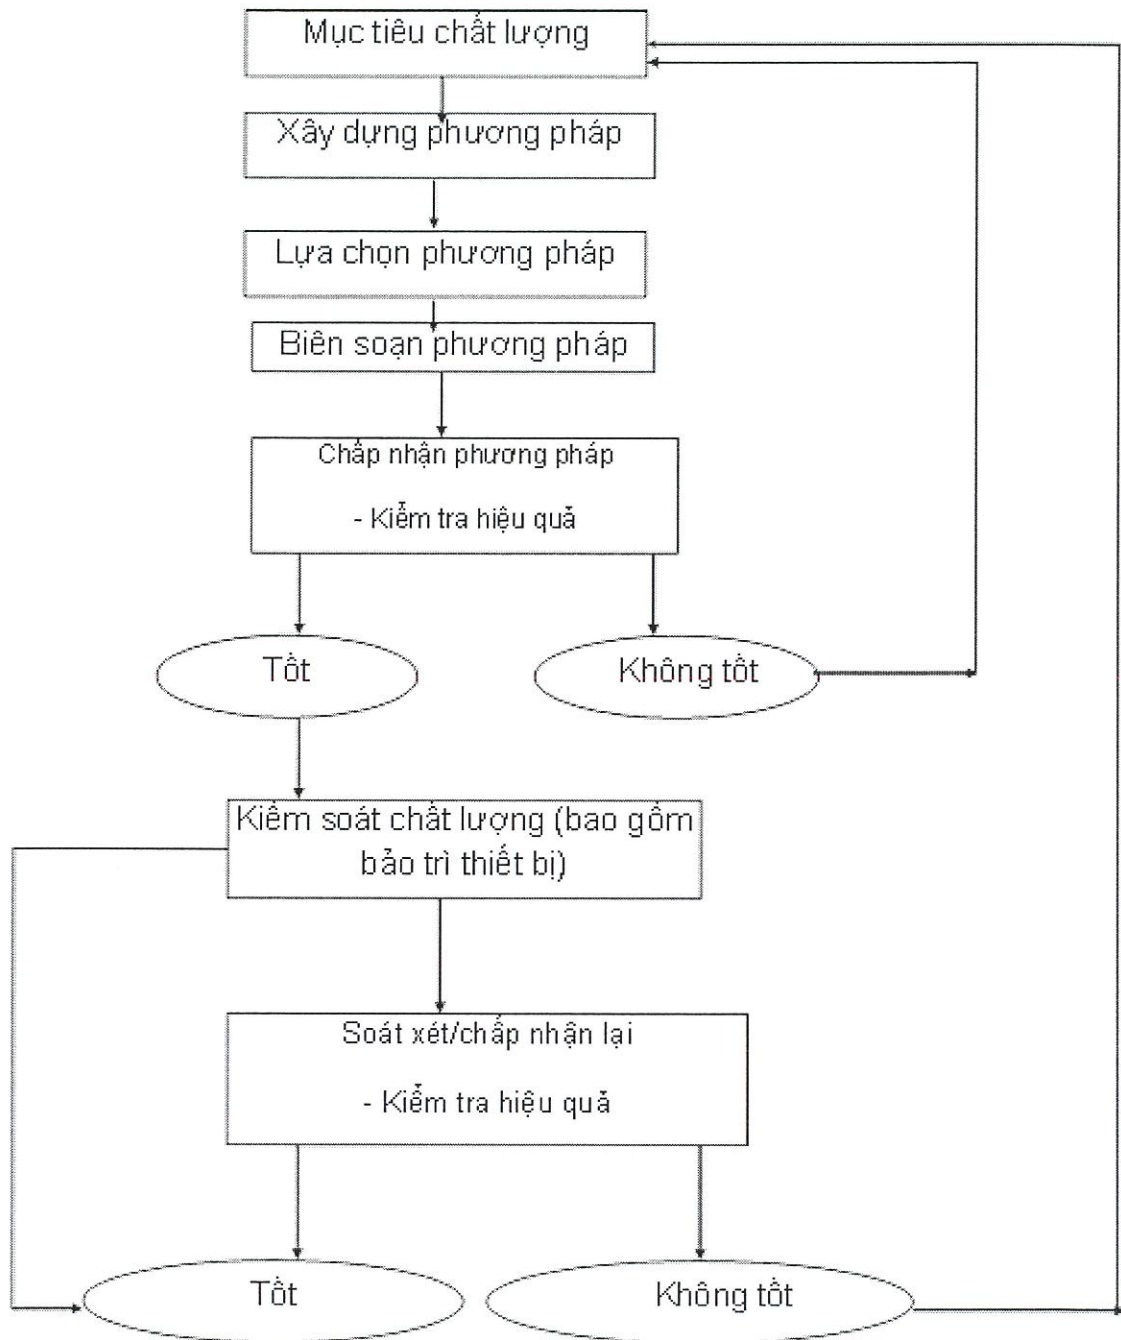 Mục tiêu chất lượng
Xây dựng phương pháp
Lựa chọn phương pháp
Biên soạn phương pháp
Chấp nhận phương pháp
- Kiểm tra hiệu quả
Tốt
Không tốt
Kiểm soát chất lượng (bao gồm
bảo trì thiết bị)
Soát xét/chấp nhận lại
- Kiểm tra hiệu quả
Tốt
Không tốt